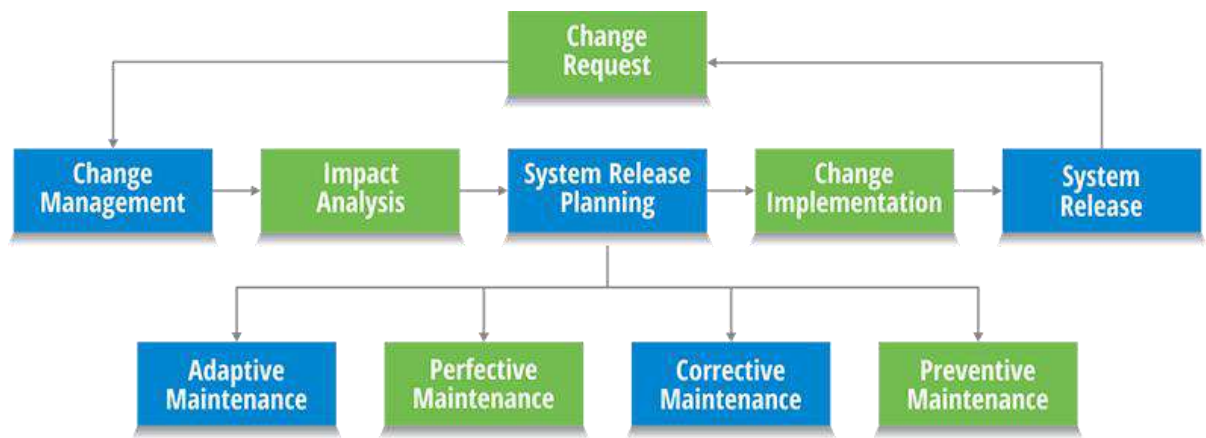 Change
Request
Change
Management
Impact
Analysis
System Release
Planning
Change
Implementation
System
Release
Adaptive
Maintenance
Perfective
Maintenance
Corrective
Maintenance
Preventive
Maintenance